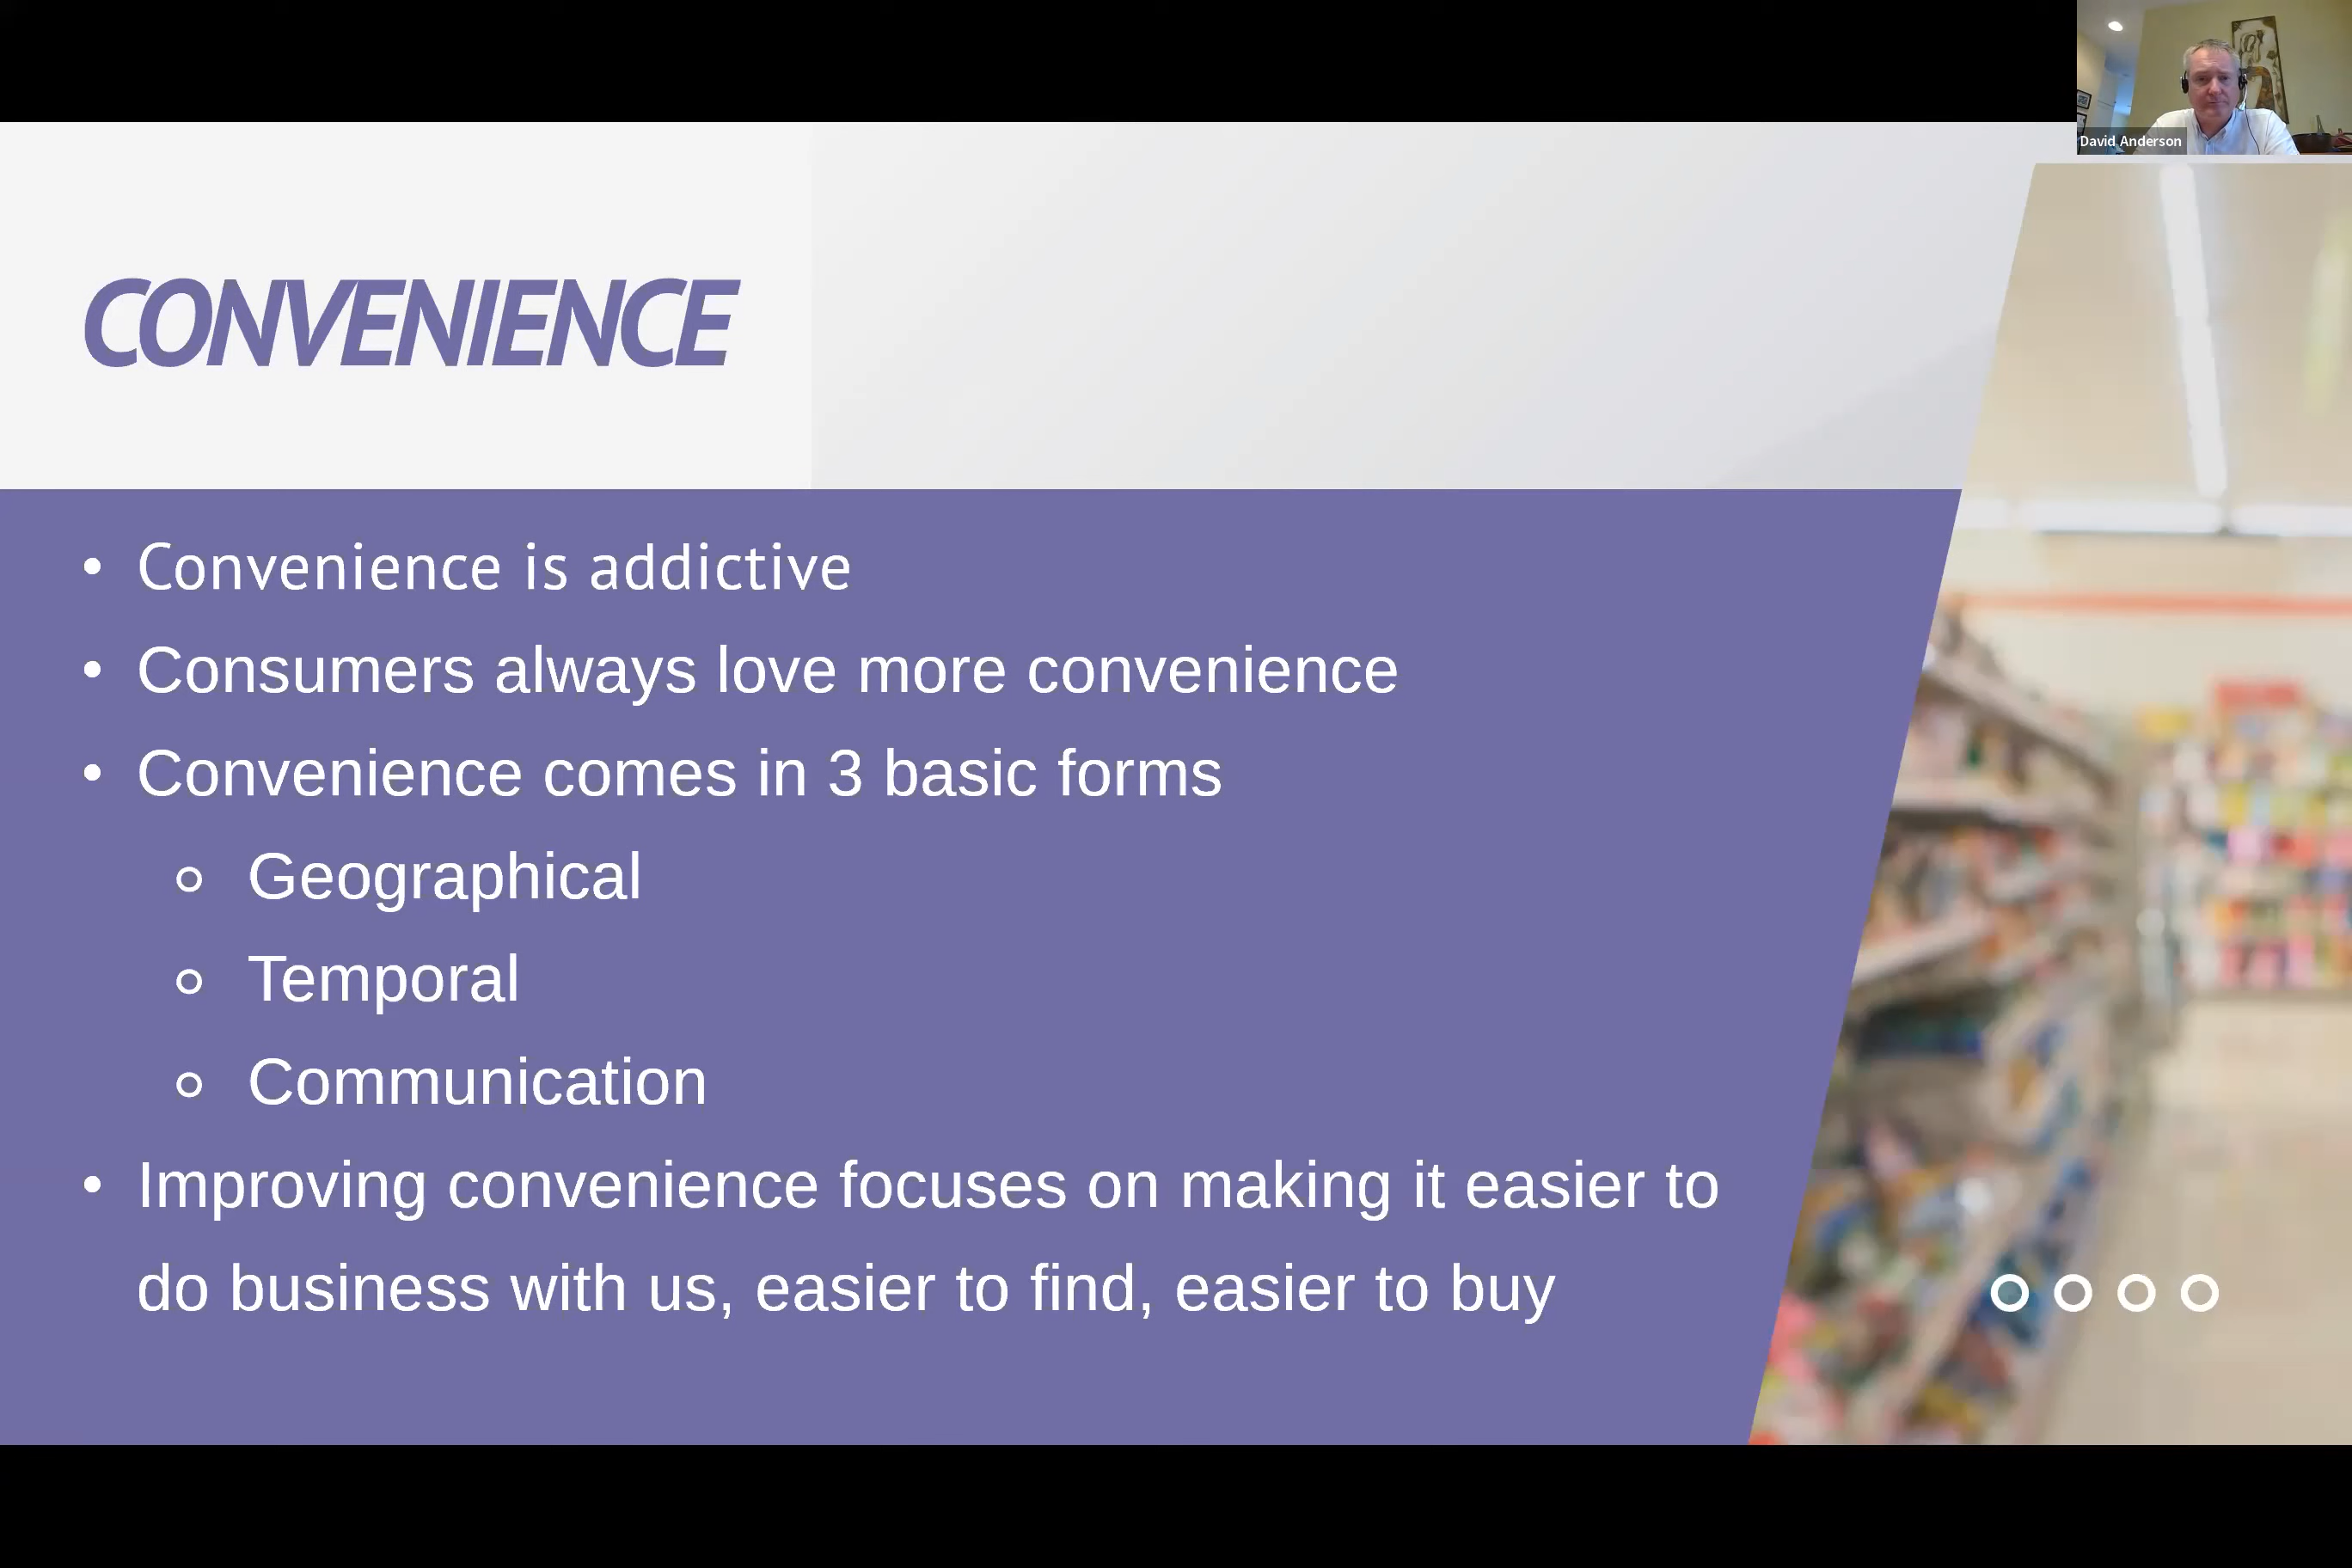 David Anderson
CONVENIENCE
• Convenience is addictive
• Consumers always love more convenience
• Convenience comes in 3 basic forms
○ Geographical
○ Temporal
○ Communication
• Improving convenience focuses on making it easier to
do business with us, easier to find, easier to buy